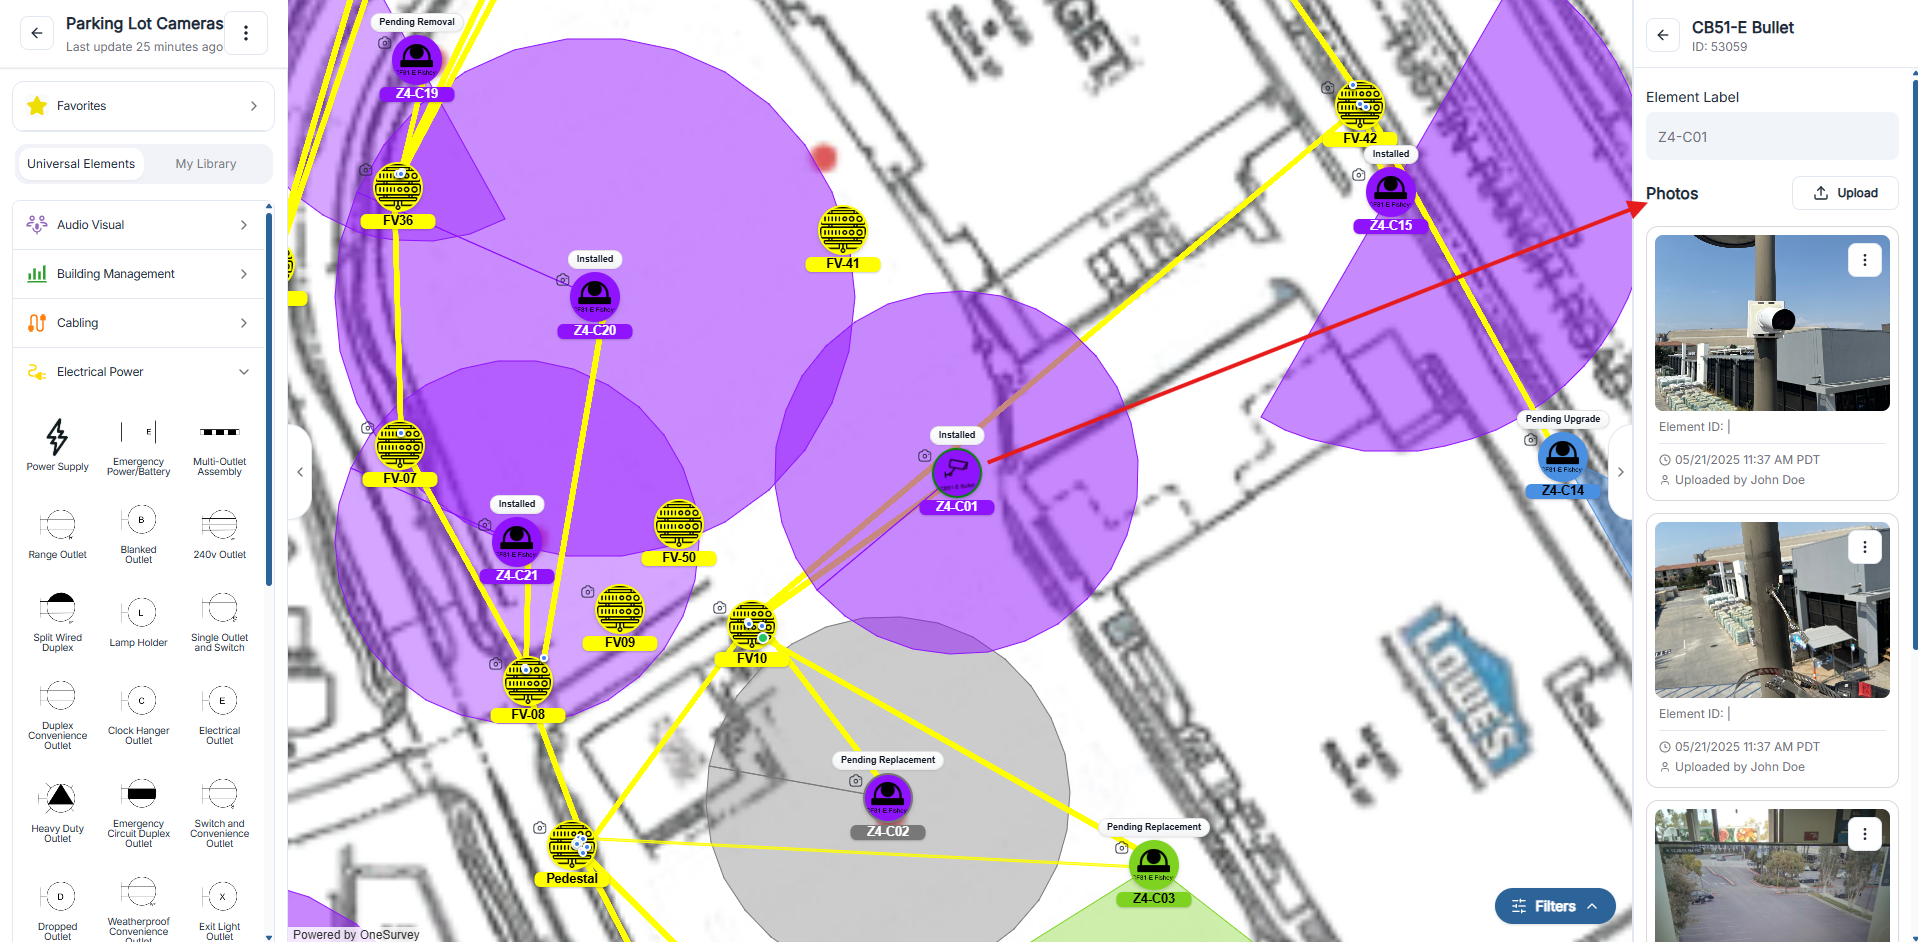 Parking Lot Cameras
Last update 25 minutes ago
Favorites
Universal Elements
My Library
Audio Visual
Building Management
Cabling
Electrical Power
Power Supply
Emergency
Power/Battery
Multi-Outlet
Assembly
Range Outlet
Blanked
Outlet
240v Outlet
Split Wired
Duplex
Lamp Holder
Single Outlet
and Switch
Duplex
Convenience
Outlet
Clock Hanger
Outlet
Electrical
Outlet
Heavy Duty
Outlet
Emergency
Circuit Duplex
Outlet
Switch and
Convenience
Outlet
Dropped
Outlet
Weatherproof
Convenience
Outlet
Exit Light
Outlet
Pending Removal
Z4-C19
FV36
Installed
Z4-C20
FV-41
FV-42
Installed
Z4-C15
FV-07
Installed
Z4-C21
FV-50
FV09
FV-08
FV10
Installed
Z4-C01
Pending Upgrade
Z4-C14
Pending Replacement
Z4-C02
Pending Replacement
Z4-C03
Pedestal
LOWE'S
Powered by OneSurvey
Filters
CB51-E Bullet
ID: 53059
Element Label
Z4-C01
Photos
Upload
Element ID: |
05/21/2025 11:37 AM PDT
Uploaded by John Doe
Element ID: |
05/21/2025 11:37 AM PDT
Uploaded by John Doe